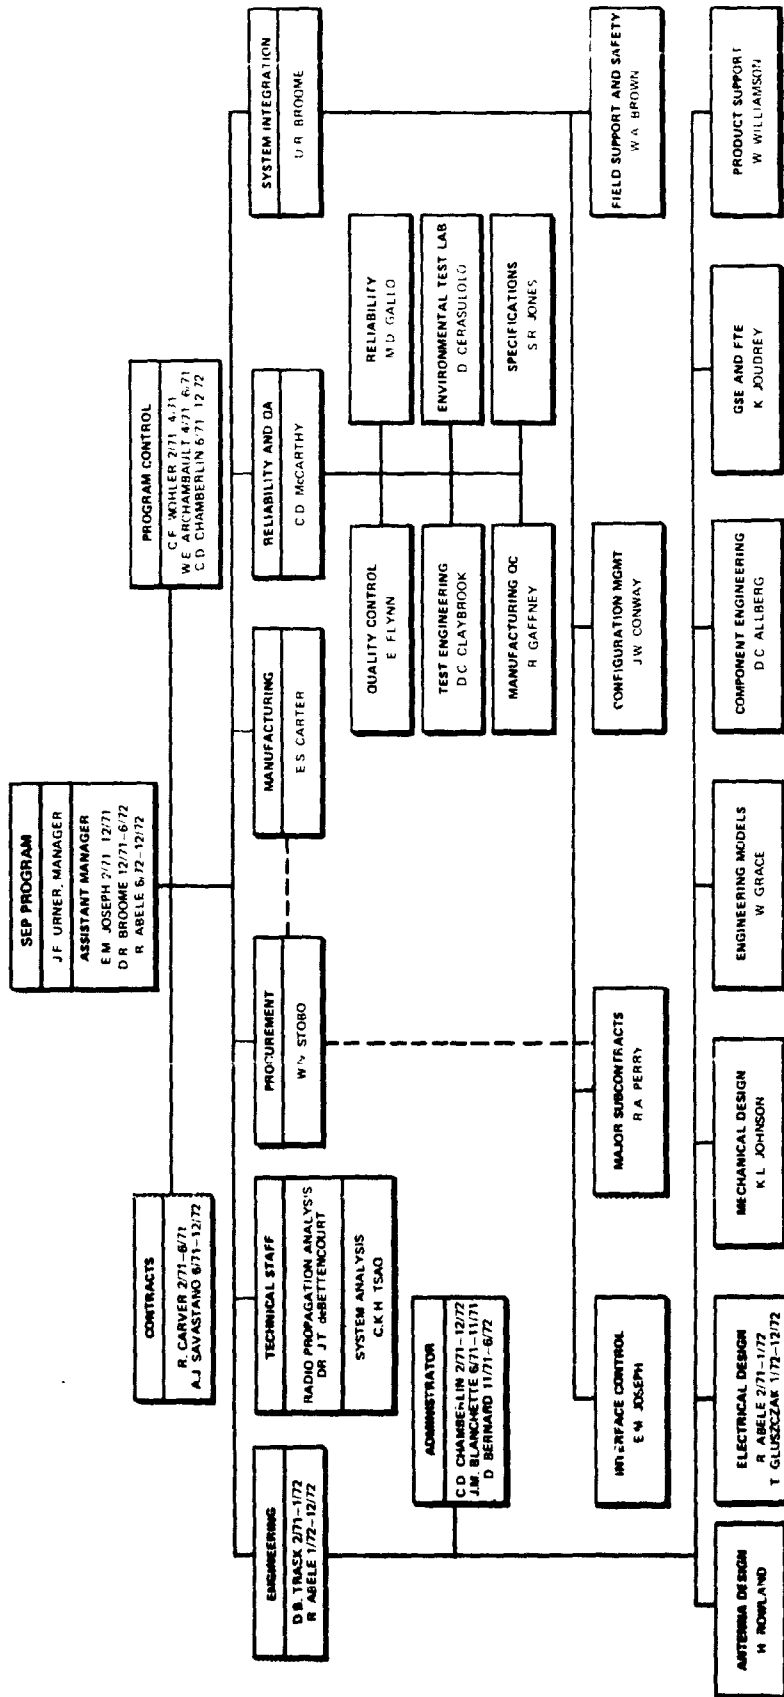 SEP PROGRAM
J F URNER, MANAGER
ASSISTANT MANAGER
E M JOSEPH 2/71 12/71
D R BROOME 12/71-6/72
R ABELE 6/72-12/72
CONTRACTS
R. CARVER 2/71-6/71
A.J SAVASTANO 6/71-12/72
PROGRAM CONTROL
C F WOHLER 2/71 4/71
W E ARCHAMBAULT 4/71 6/71
C D CHAMBERLIN 6/71 12 72
ENGINEERING
D.B. TRASK 2/71-1/72
R ABELE 1/72-12/72
TECHNICAL STAFF
RADIO PROPAGATION ANALYSIS
DR J T deBETTENCOURT
SYSTEM ANALYSIS
C.K H TSAO
PROCUREMENT
W N STOBO
MANUFACTURING
E S CARTER
RELIABILITY AND QA
C D McCARTHY
SYSTEM INTEGRATION
D R BROOME
ADMINISTRATOR
C D CHAMBERLIN 2/71-12/72
J.M. BLANCHETTE 6/71-11/71
D BERNARD 11/71-6/72
QUALITY CONTROL
E FLYNN
RELIABILITY
M D GALLO
TEST ENGINEERING
D C CLAYBROOK
ENVIRONMENTAL TEST LAB
D CERASULOLO
MANUFACTURING QC
R GAFFNEY
SPECIFICATIONS
S R JONES
INTERFACE CONTROL
E M JOSEPH
MAJOR SUBCONTRACTS
R A PERRY
CONFIGURATION MGMT
J W CONWAY
FIELD SUPPORT AND SAFETY
W A BROWN
ANTENNA DESIGN
H ROWLAND
ELECTRICAL DESIGN
R ABELE 2/71-1/72
T GLUSZCZAK 1/72-12/72
MECHANICAL DESIGN
K L JOHNSON
ENGINEERING MODELS
W GRACE
COMPONENT ENGINEERING
D C ALLBERG
GSE AND FTE
K JOUDREY
PRODUCT SUPPORT
W WILLIAMSON